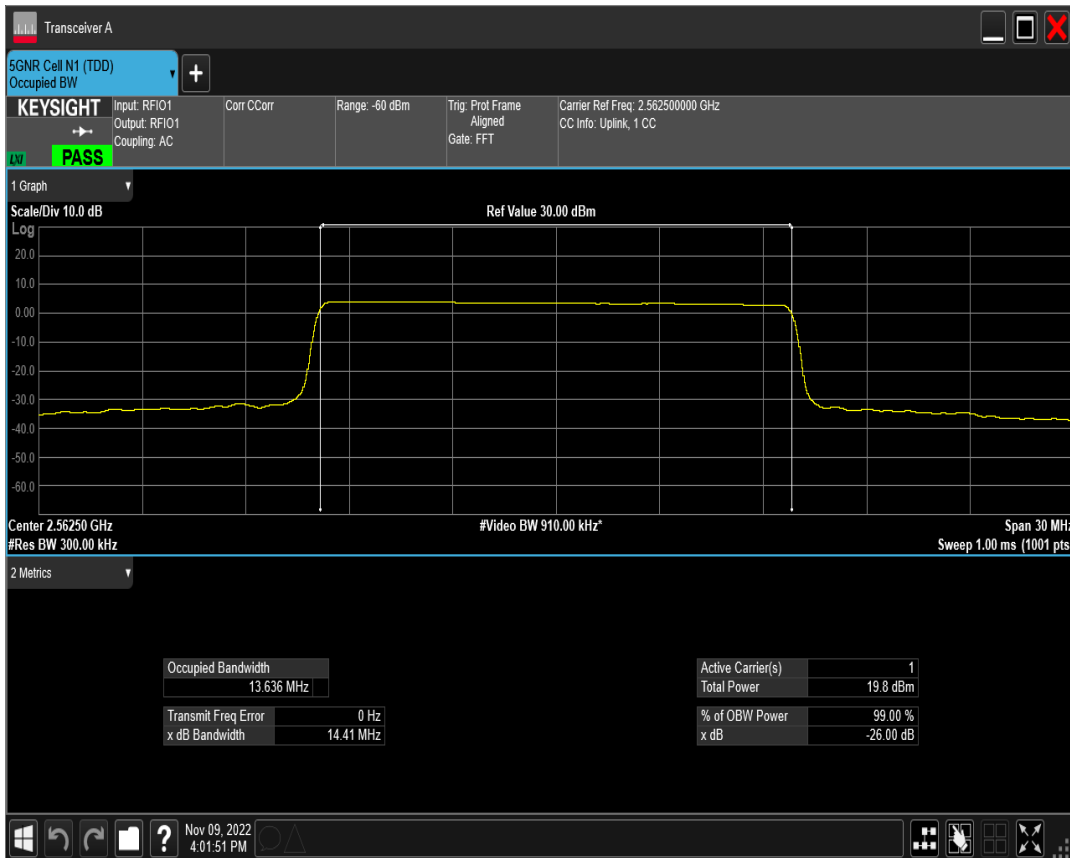 Transceiver A
5GNR Cell N1 (TDD)
Occupied BW
+
KEYSIGHT
LXI
PASS
Input: RFIO1
Output: RFIO1
Coupling: AC
Corr CCorr
Range: -60 dBm
Trig: Prot Frame
Aligned
Gate: FFT
Carrier Ref Freq: 2.562500000 GHz
CC Info: Uplink, 1 CC
1 Graph
Scale/Div 10.0 dB
Ref Value 30.00 dBm
Log
20.0
10.0
0.00
-10.0
-20.0
-30.0
-40.0
-50.0
-60.0
Center 2.56250 GHz
#Video BW 910.00 kHz*
Span 30 MHz
#Res BW 300.00 kHz
Sweep 1.00 ms (1001 pts
2 Metrics
Occupied Bandwidth
13.636 MHz
Transmit Freq Error 0 Hz
x dB Bandwidth 14.41 MHz
Active Carrier(s) 1
Total Power 19.8 dBm
% of OBW Power 99.00 %
x dB -26.00 dB
?
Nov 09, 2022
4:01:51 PM